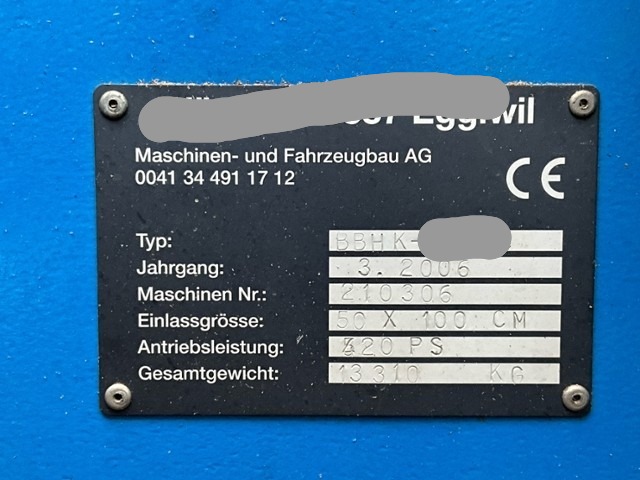 Eggiwil
Maschinen- und Fahrzeugbau AG
0041 34 491 17 12
CE
Typ: BBHK-
Jahrgang: 3. 2006
Maschinen Nr.: 210306
Einlassgrösse: 50 X 100 CM
Antriebsleistung: 520 PS
Gesamtgewicht: 13310 KG